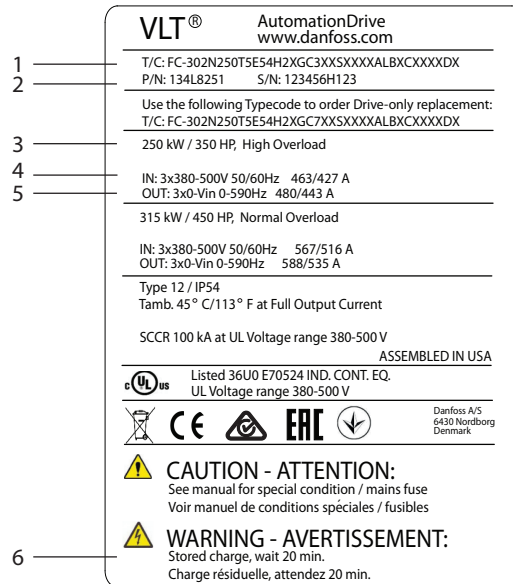 VLT® AutomationDrive
www.danfoss.com
1 T/C: FC-302N250T5E54H2XGC3XXSXXXXALBXCXXXXDX
2 P/N: 134L8251 S/N: 123456H123
Use the following Typecode to order Drive-only replacement:
T/C: FC-302N250T5E54H2XGC7XXSXXXXALBXCXXXXDX
3 250 kW / 350 HP, High Overload
4 IN: 3x380-500V 50/60Hz 463/427 A
5 OUT: 3x0-Vin 0-590Hz 480/443 A
315 kW / 450 HP, Normal Overload
IN: 3x380-500V 50/60Hz 567/516 A
OUT: 3x0-Vin 0-590Hz 588/535 A
Type 12 / IP54
Tamb. 45° C/113° F at Full Output Current
SCCR 100 kA at UL Voltage range 380-500 V
ASSEMBLED IN USA
c UL us Listed 36U0 E70524 IND. CONT. EQ.
UL Voltage range 380-500 V
CE EAC
Danfoss A/S
6430 Nordborg
Denmark
CAUTION - ATTENTION:
See manual for special condition / mains fuse
Voir manuel de conditions spéciales / fusibles
WARNING - AVERTISSEMENT:
6 Stored charge, wait 20 min.
Charge résiduelle, attendez 20 min.